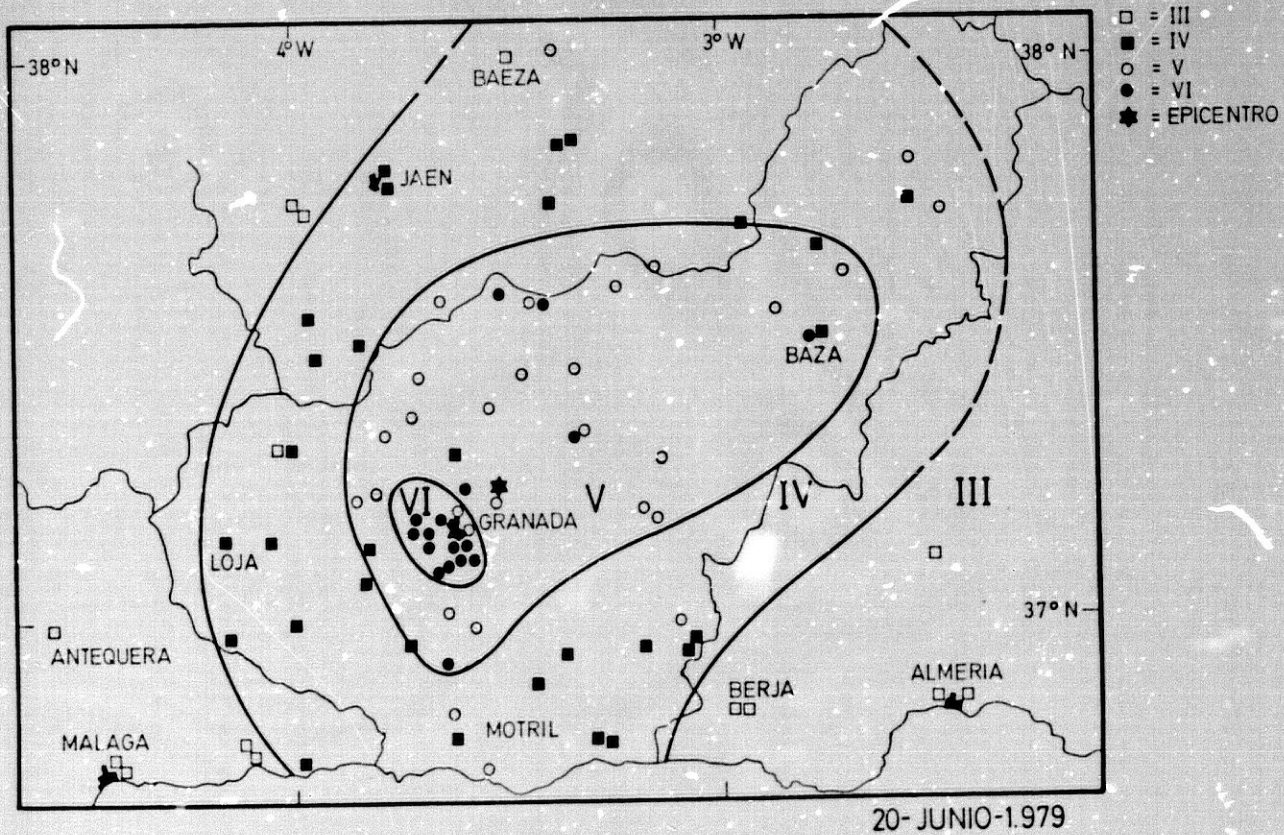 □ = III
■ = IV
○ = V
● = VI
★ = EPICENTRO
4° W
3° W
38° N
38° N
BAEZA
JAEN
BAZA
VI
V
IV
III
GRANADA
LOJA
37° N
ANTEQUERA
BERJA
ALMERIA
MOTRIL
MALAGA
20-JUNIO-1.979